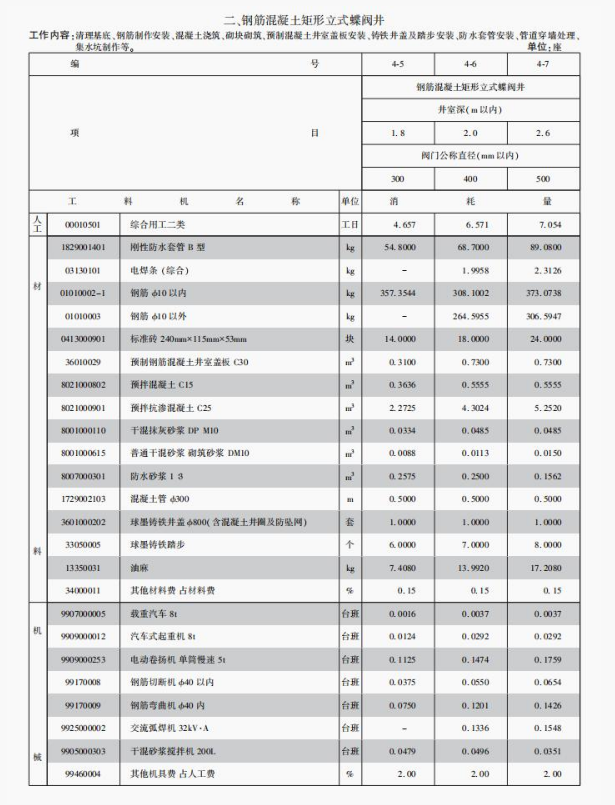 二、钢筋混凝土矩形立式蝶阀井
工作内容:清理基底、钢筋制作安装、混凝土浇筑、砌块砌筑、预制混凝土井室盖板安装、铸铁井盖及踏步安装、防水套管安装、管道穿墙处理、
集水坑制作等。 单位:座
编 号 4-5 4-6 4-7
钢筋混凝土矩形立式蝶阀井
井室深(m以内)
项 目 1.8 2.0 2.6
阀门公称直径(mm以内)
300 400 500
工 料 机 名 称 单位 消 耗 量
人工 00010501 综合用工二类 工日 4.657 6.571 7.054
材 料
1829001401 刚性防水套管 B 型 kg 54.8000 68.7000 89.0800
03130101 电焊条 (综合) kg - 1.9958 2.3126
01010002-1 钢筋 ϕ10 以内 kg 357.3544 308.1002 373.0738
01010003 钢筋 ϕ10 以外 kg - 264.5955 306.5947
0413000901 标准砖 240mm×115mm×53mm 块 14.0000 18.0000 24.0000
36010029 预制钢筋混凝土井室盖板 C30 m³ 0.3100 0.7300 0.7300
8021000802 预拌混凝土 C15 m³ 0.3636 0.5555 0.5555
8021000901 预拌抗渗混凝土 C25 m³ 2.2725 4.3024 5.2520
8001000110 干混抹灰砂浆 DP M10 m³ 0.0334 0.0485 0.0485
8001000615 普通干混砂浆 砌筑砂浆 DM10 m³ 0.0088 0.0113 0.0150
8007000301 防水砂浆 1:3 m³ 0.2575 0.2500 0.1562
1729002103 混凝土管 ϕ300 m 0.5000 0.5000 0.5000
3601000202 球墨铸铁井盖 ϕ800(含混凝土井圈及防坠网) 套 1.0000 1.0000 1.0000
33050005 球墨铸铁踏步 个 6.0000 7.0000 8.0000
13350031 油麻 kg 7.4080 13.9920 17.2080
34000011 其他材料费 占材料费 % 0.15 0.15 0.15
机 械
9907000005 载重汽车 8t 台班 0.0016 0.0037 0.0037
9909000012 汽车式起重机 8t 台班 0.0124 0.0292 0.0292
9909000253 电动卷扬机 单筒慢速 5t 台班 0.1125 0.1474 0.1759
99170008 钢筋切断机 ϕ40 以内 台班 0.0375 0.0550 0.0654
99170009 钢筋弯曲机 ϕ40 内 台班 0.0750 0.1201 0.1426
9925000002 交流弧焊机 32kV·A 台班 - 0.1336 0.1548
9905000303 干混砂浆搅拌机 200L 台班 0.0479 0.0496 0.0351
99460004 其他机具费 占人工费 % 2.00 2.00 2.00